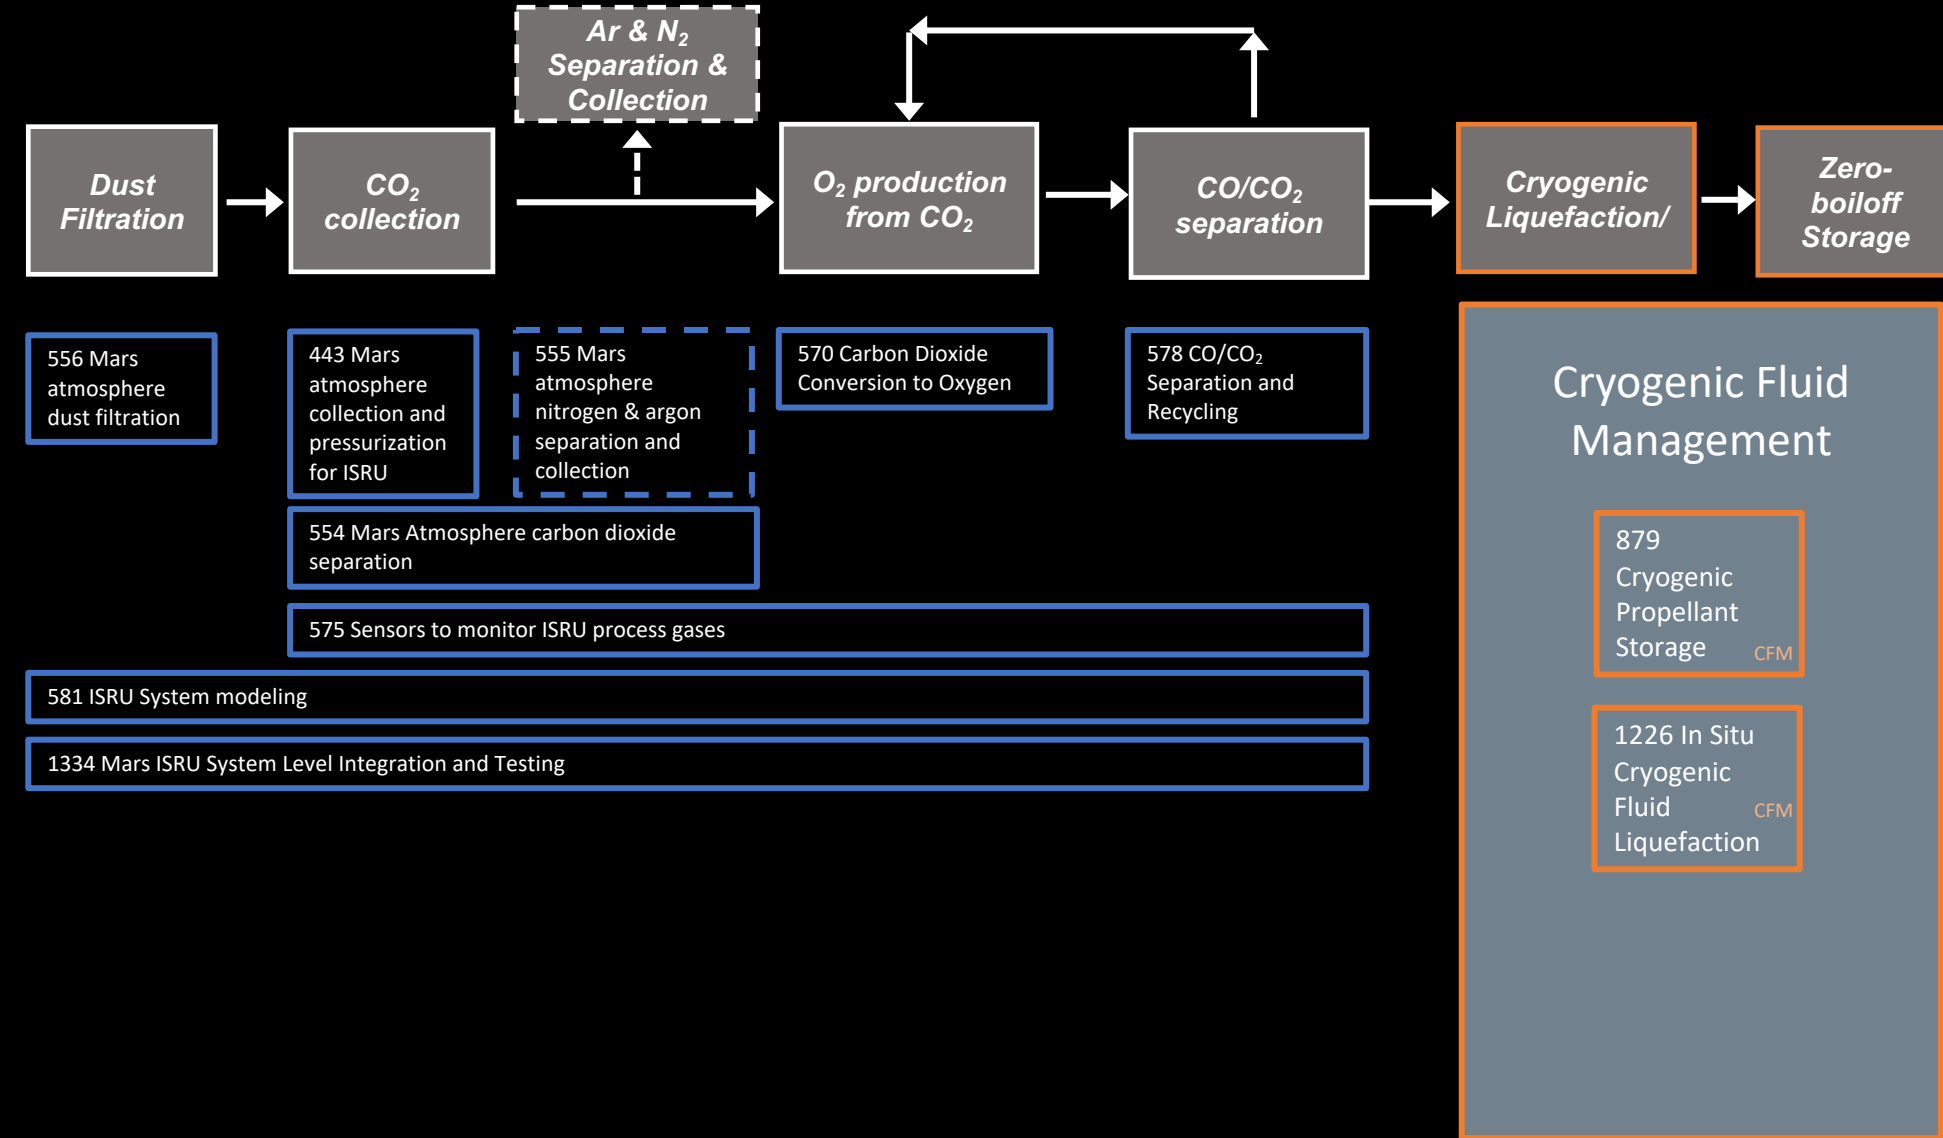 Ar & N₂
Separation &
Collection
Dust
Filtration
CO₂
collection
O₂ production
from CO₂
CO/CO₂
separation
Cryogenic
Liquefaction/
Zero-
boiloff
Storage
556 Mars
atmosphere
dust filtration
443 Mars
atmosphere
collection and
pressurization
for ISRU
555 Mars
atmosphere
nitrogen & argon
separation and
collection
570 Carbon Dioxide
Conversion to Oxygen
578 CO/CO₂
Separation and
Recycling
554 Mars Atmosphere carbon dioxide
separation
575 Sensors to monitor ISRU process gases
581 ISRU System modeling
1334 Mars ISRU System Level Integration and Testing
Cryogenic Fluid
Management
879
Cryogenic
Propellant
Storage CFM
1226 In Situ
Cryogenic
Fluid CFM
Liquefaction